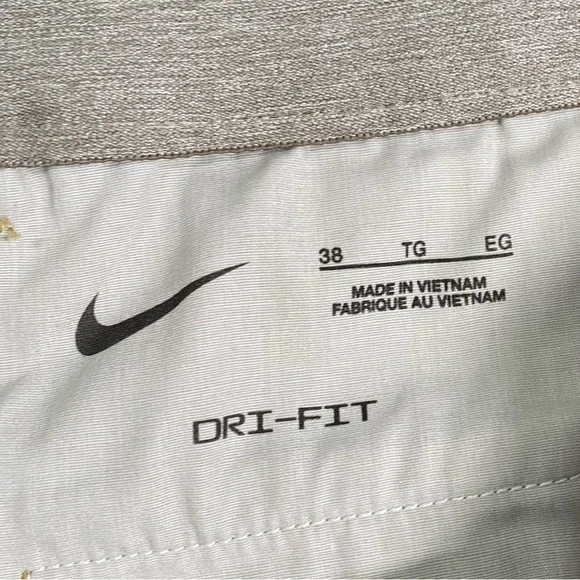 38 TG EG
MADE IN VIETNAM
FABRIQUE AU VIETNAM
DRI-FIT